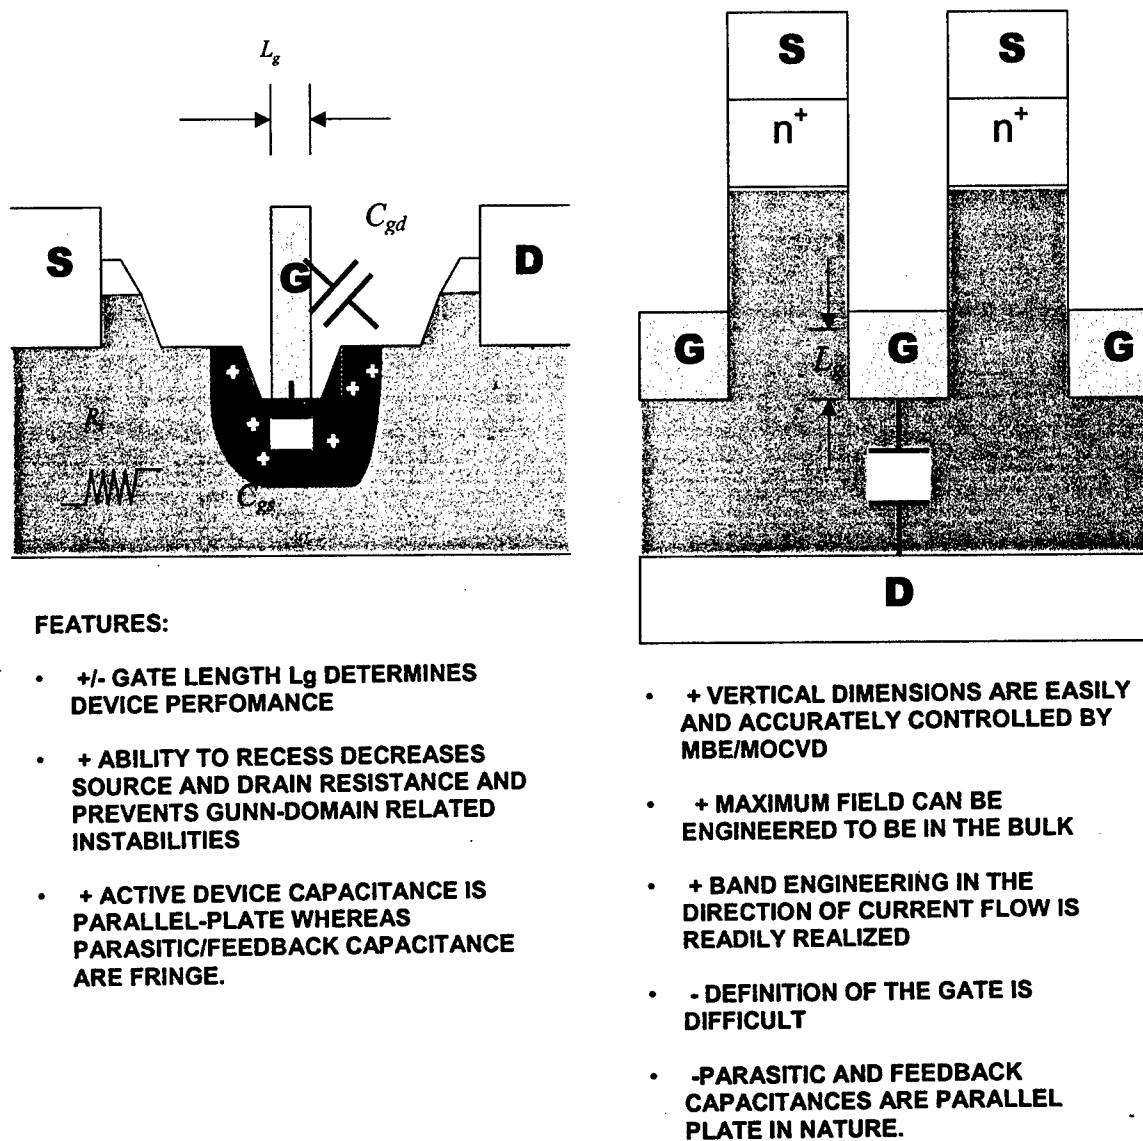 L_g
C_gd
S
G
D
R_i
C_gs
S
S
n+
n+
G
L_g
G
G
D
FEATURES:
• +/- GATE LENGTH Lg DETERMINES
DEVICE PERFOMANCE
• + ABILITY TO RECESS DECREASES
SOURCE AND DRAIN RESISTANCE AND
PREVENTS GUNN-DOMAIN RELATED
INSTABILITIES
• + ACTIVE DEVICE CAPACITANCE IS
PARALLEL-PLATE WHEREAS
PARASITIC/FEEDBACK CAPACITANCE
ARE FRINGE.
• + VERTICAL DIMENSIONS ARE EASILY
AND ACCURATELY CONTROLLED BY
MBE/MOCVD
• + MAXIMUM FIELD CAN BE
ENGINEERED TO BE IN THE BULK
• + BAND ENGINEERING IN THE
DIRECTION OF CURRENT FLOW IS
READILY REALIZED
• - DEFINITION OF THE GATE IS
DIFFICULT
• -PARASITIC AND FEEDBACK
CAPACITANCES ARE PARALLEL
PLATE IN NATURE.